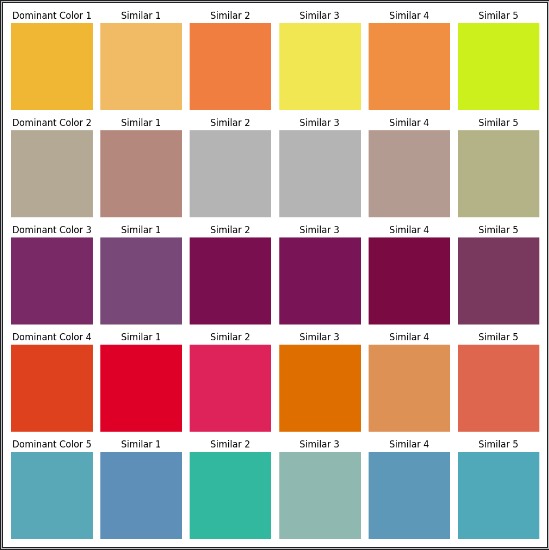 Dominant Color 1 Similar 1 Similar 2 Similar 3 Similar 4 Similar 5
Dominant Color 2 Similar 1 Similar 2 Similar 3 Similar 4 Similar 5
Dominant Color 3 Similar 1 Similar 2 Similar 3 Similar 4 Similar 5
Dominant Color 4 Similar 1 Similar 2 Similar 3 Similar 4 Similar 5
Dominant Color 5 Similar 1 Similar 2 Similar 3 Similar 4 Similar 5